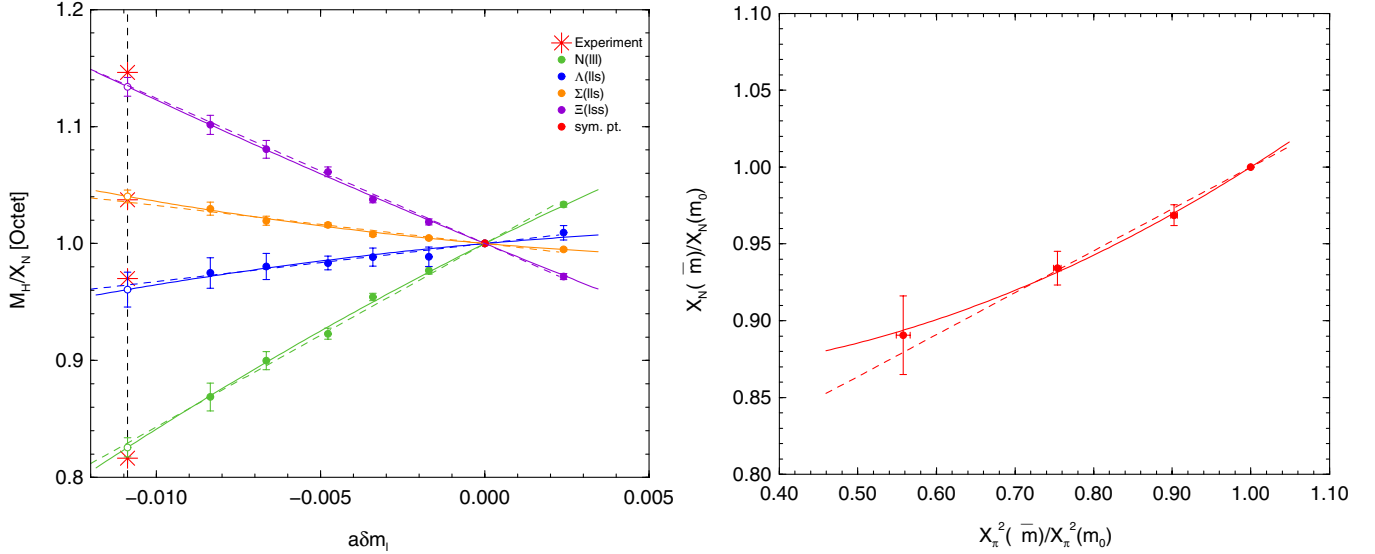 1.2
1.1
1.0
0.9
0.8
M_H/X_N [Octet]
Experiment
N(lll)
Λ(lls)
Σ(lls)
Ξ(lss)
sym. pt.
−0.010
−0.005
0.000
0.005
aδm_l
1.10
1.05
1.00
0.95
0.90
0.85
0.80
X_N(m̅)/X_N(m_0)
0.40
0.50
0.60
0.70
0.80
0.90
1.00
1.10
X_π^2(m̅)/X_π^2(m_0)